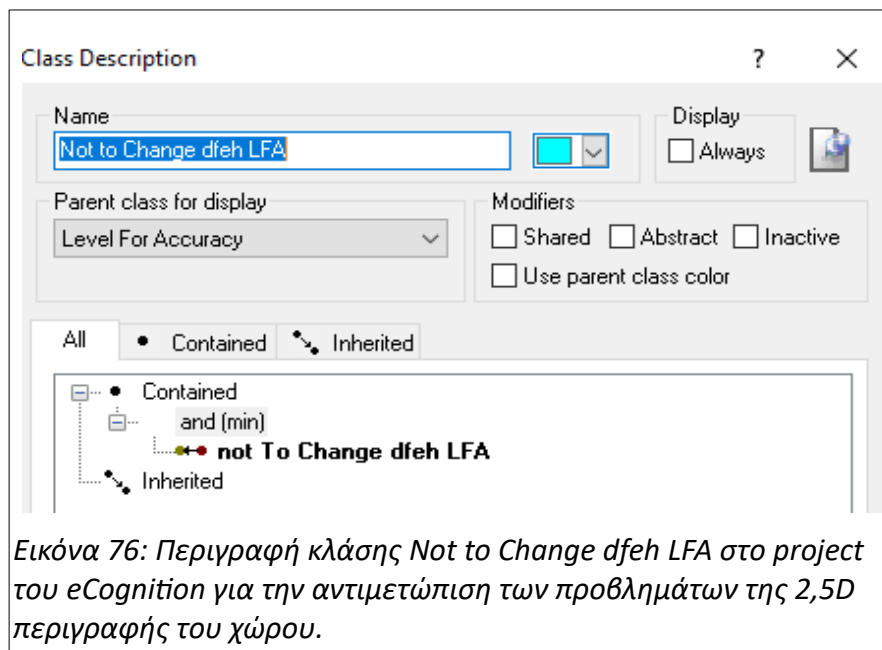 Class Description ?
Name
Not to Change dfeh LFA
Display
Always
Parent class for display
Level For Accuracy
Modifiers
Shared Abstract Inactive
Use parent class color
All Contained Inherited
Contained
and (min)
not To Change dfeh LFA
Inherited
Εικόνα 76: Περιγραφή κλάσης Not to Change dfeh LFA στο project
του eCognition για την αντιμετώπιση των προβλημάτων της 2,5D
περιγραφής του χώρου.